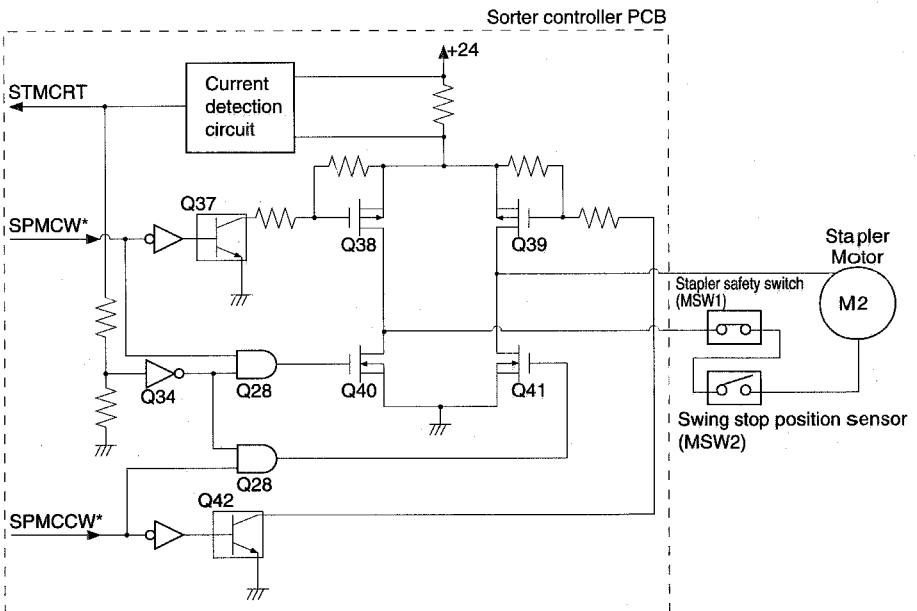 Sorter controller PCB
+24
STMCRT
Current
detection
circuit
Q37
SPMCW*
Q38
Q39
Stapler
Motor
Stapler safety switch
(MSW1)
M2
Q34
Q28
Q40
Q41
Swing stop position sensor
(MSW2)
Q28
Q42
SPMCCW*